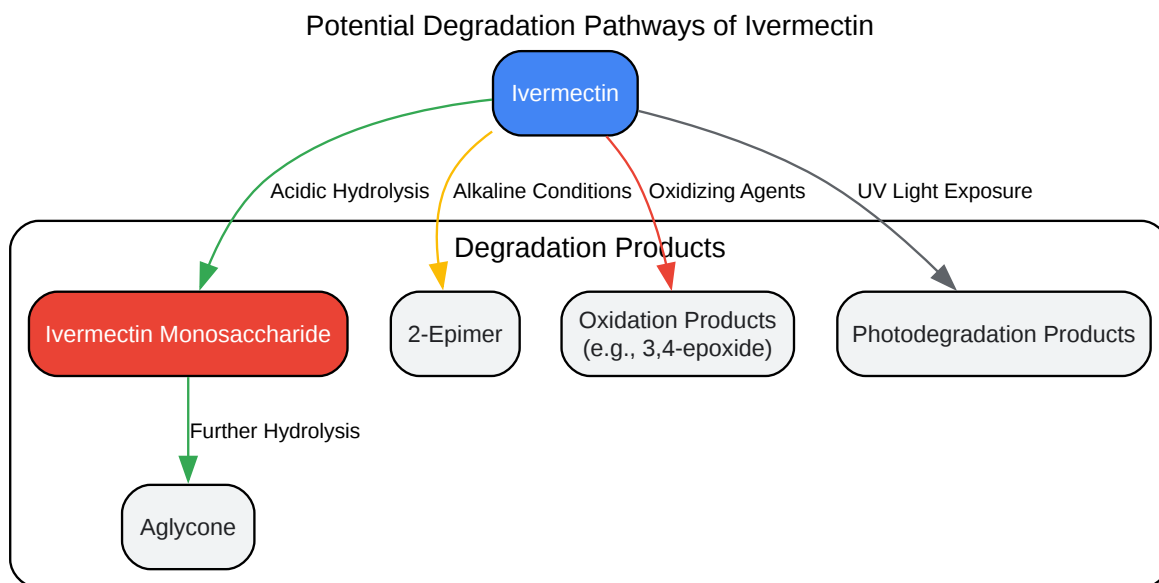 Potential Degradation Pathways of Ivermectin
Ivermectin
Acidic Hydrolysis
Alkaline Conditions
Oxidizing Agents
UV Light Exposure
Degradation Products
Ivermectin Monosaccharide
2-Epimer
Oxidation Products
(e.g., 3,4-epoxide)
Photodegradation Products
Further Hydrolysis
Aglycone